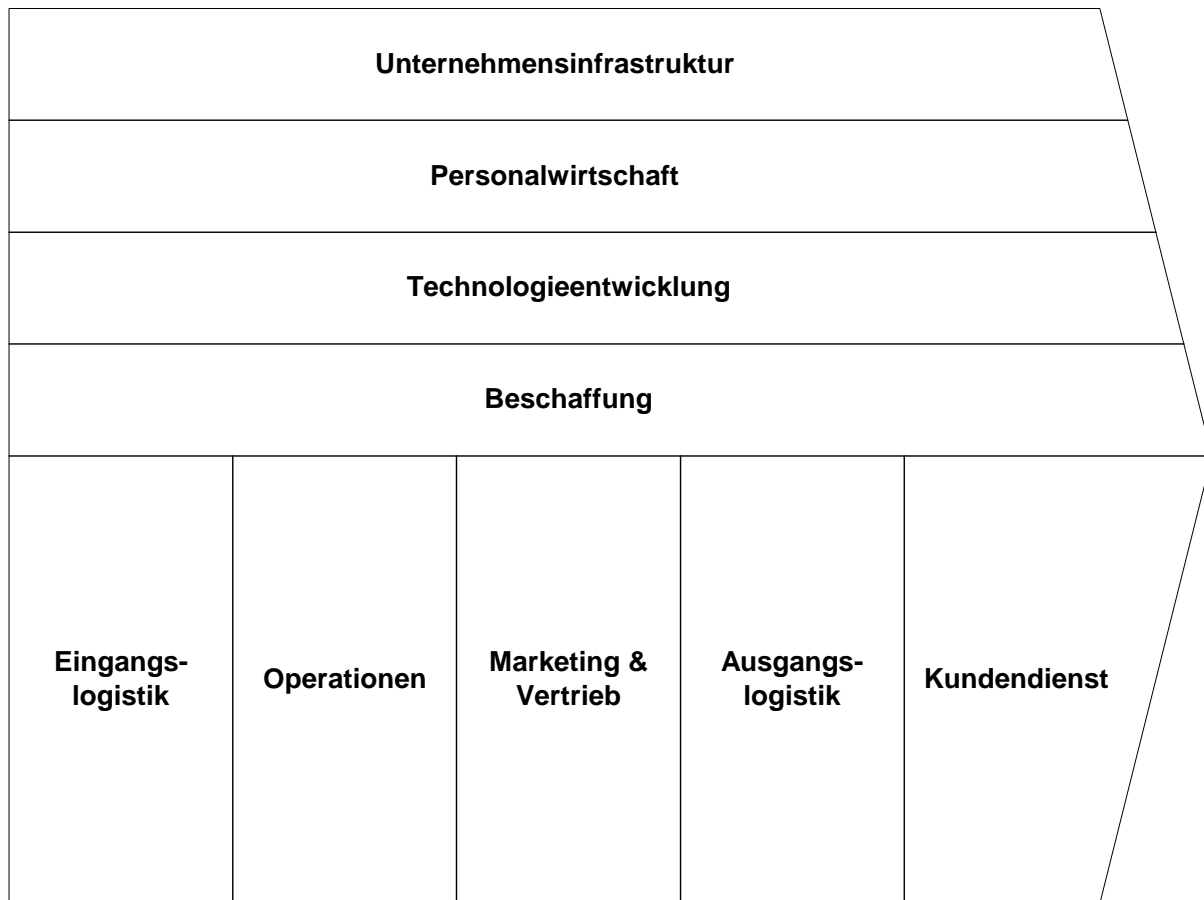 Unternehmensinfrastruktur
Personalwirtschaft
Technologieentwicklung
Beschaffung
Eingangs-
logistik
Operationen
Marketing &
Vertrieb
Ausgangs-
logistik
Kundendienst